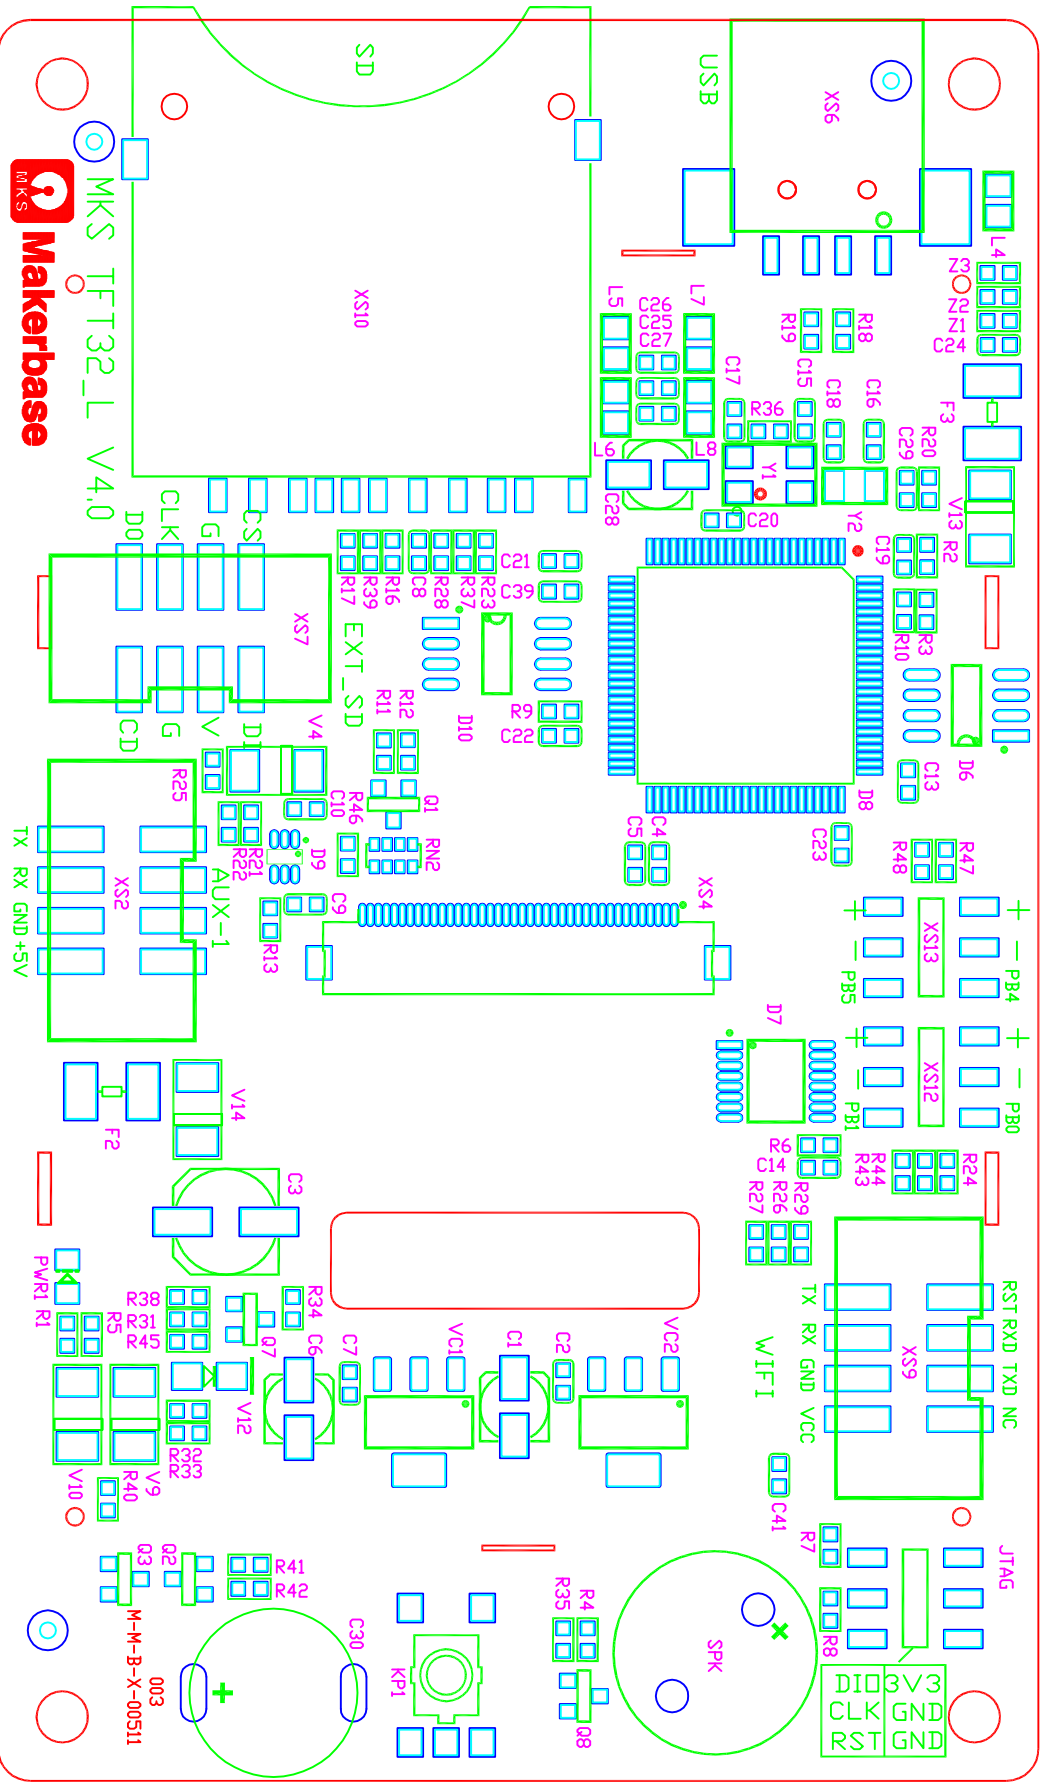 SD
USB
XS6
MKS
Makerbase
MKS TFT32_L V4.0
XS10
L4
Z3
Z2
Z1
C24
L5
C26
C25
C27
L7
R19
R18
C17
C15
R36
C18
C16
F3
C29
R20
L6
L8
Y1
C28
C20
Y2
V13
C19
R2
D0
CLK
G
CS
R17
R39
R16
C8
R28
R37
R23
C21
C39
XS7
EXT_SD
R10
R3
CD
G
V
DI
V4
R11
R12
D10
R9
C22
D6
C13
D8
R25
C10
R46
Q1
R22
R21
D9
RN2
C5
C4
C23
R48
R47
TX
RX
GND
+5V
XS2
AUX-1
C9
R13
XS4
+
-
PB5
XS13
+
-
PB4
D7
+
-
PB1
XS12
+
-
PB0
F2
V14
R6
C14
R43
R44
R24
C3
R27
R26
R29
PWR1
R1
R5
R38
R31
R45
Q7
R34
C6
C7
VC1
C1
C2
VC2
WIFI
TX
RX
GND
VCC
RST
RXD
TXD
NC
XS9
V12
R32
R33
V10
R40
V9
C41
R7
JTAG
Q3
Q2
R41
R42
M-M-B-X-00511
003
C30
KP1
R35
R4
Q8
SPK
R8
DIO 3V3
CLK GND
RST GND